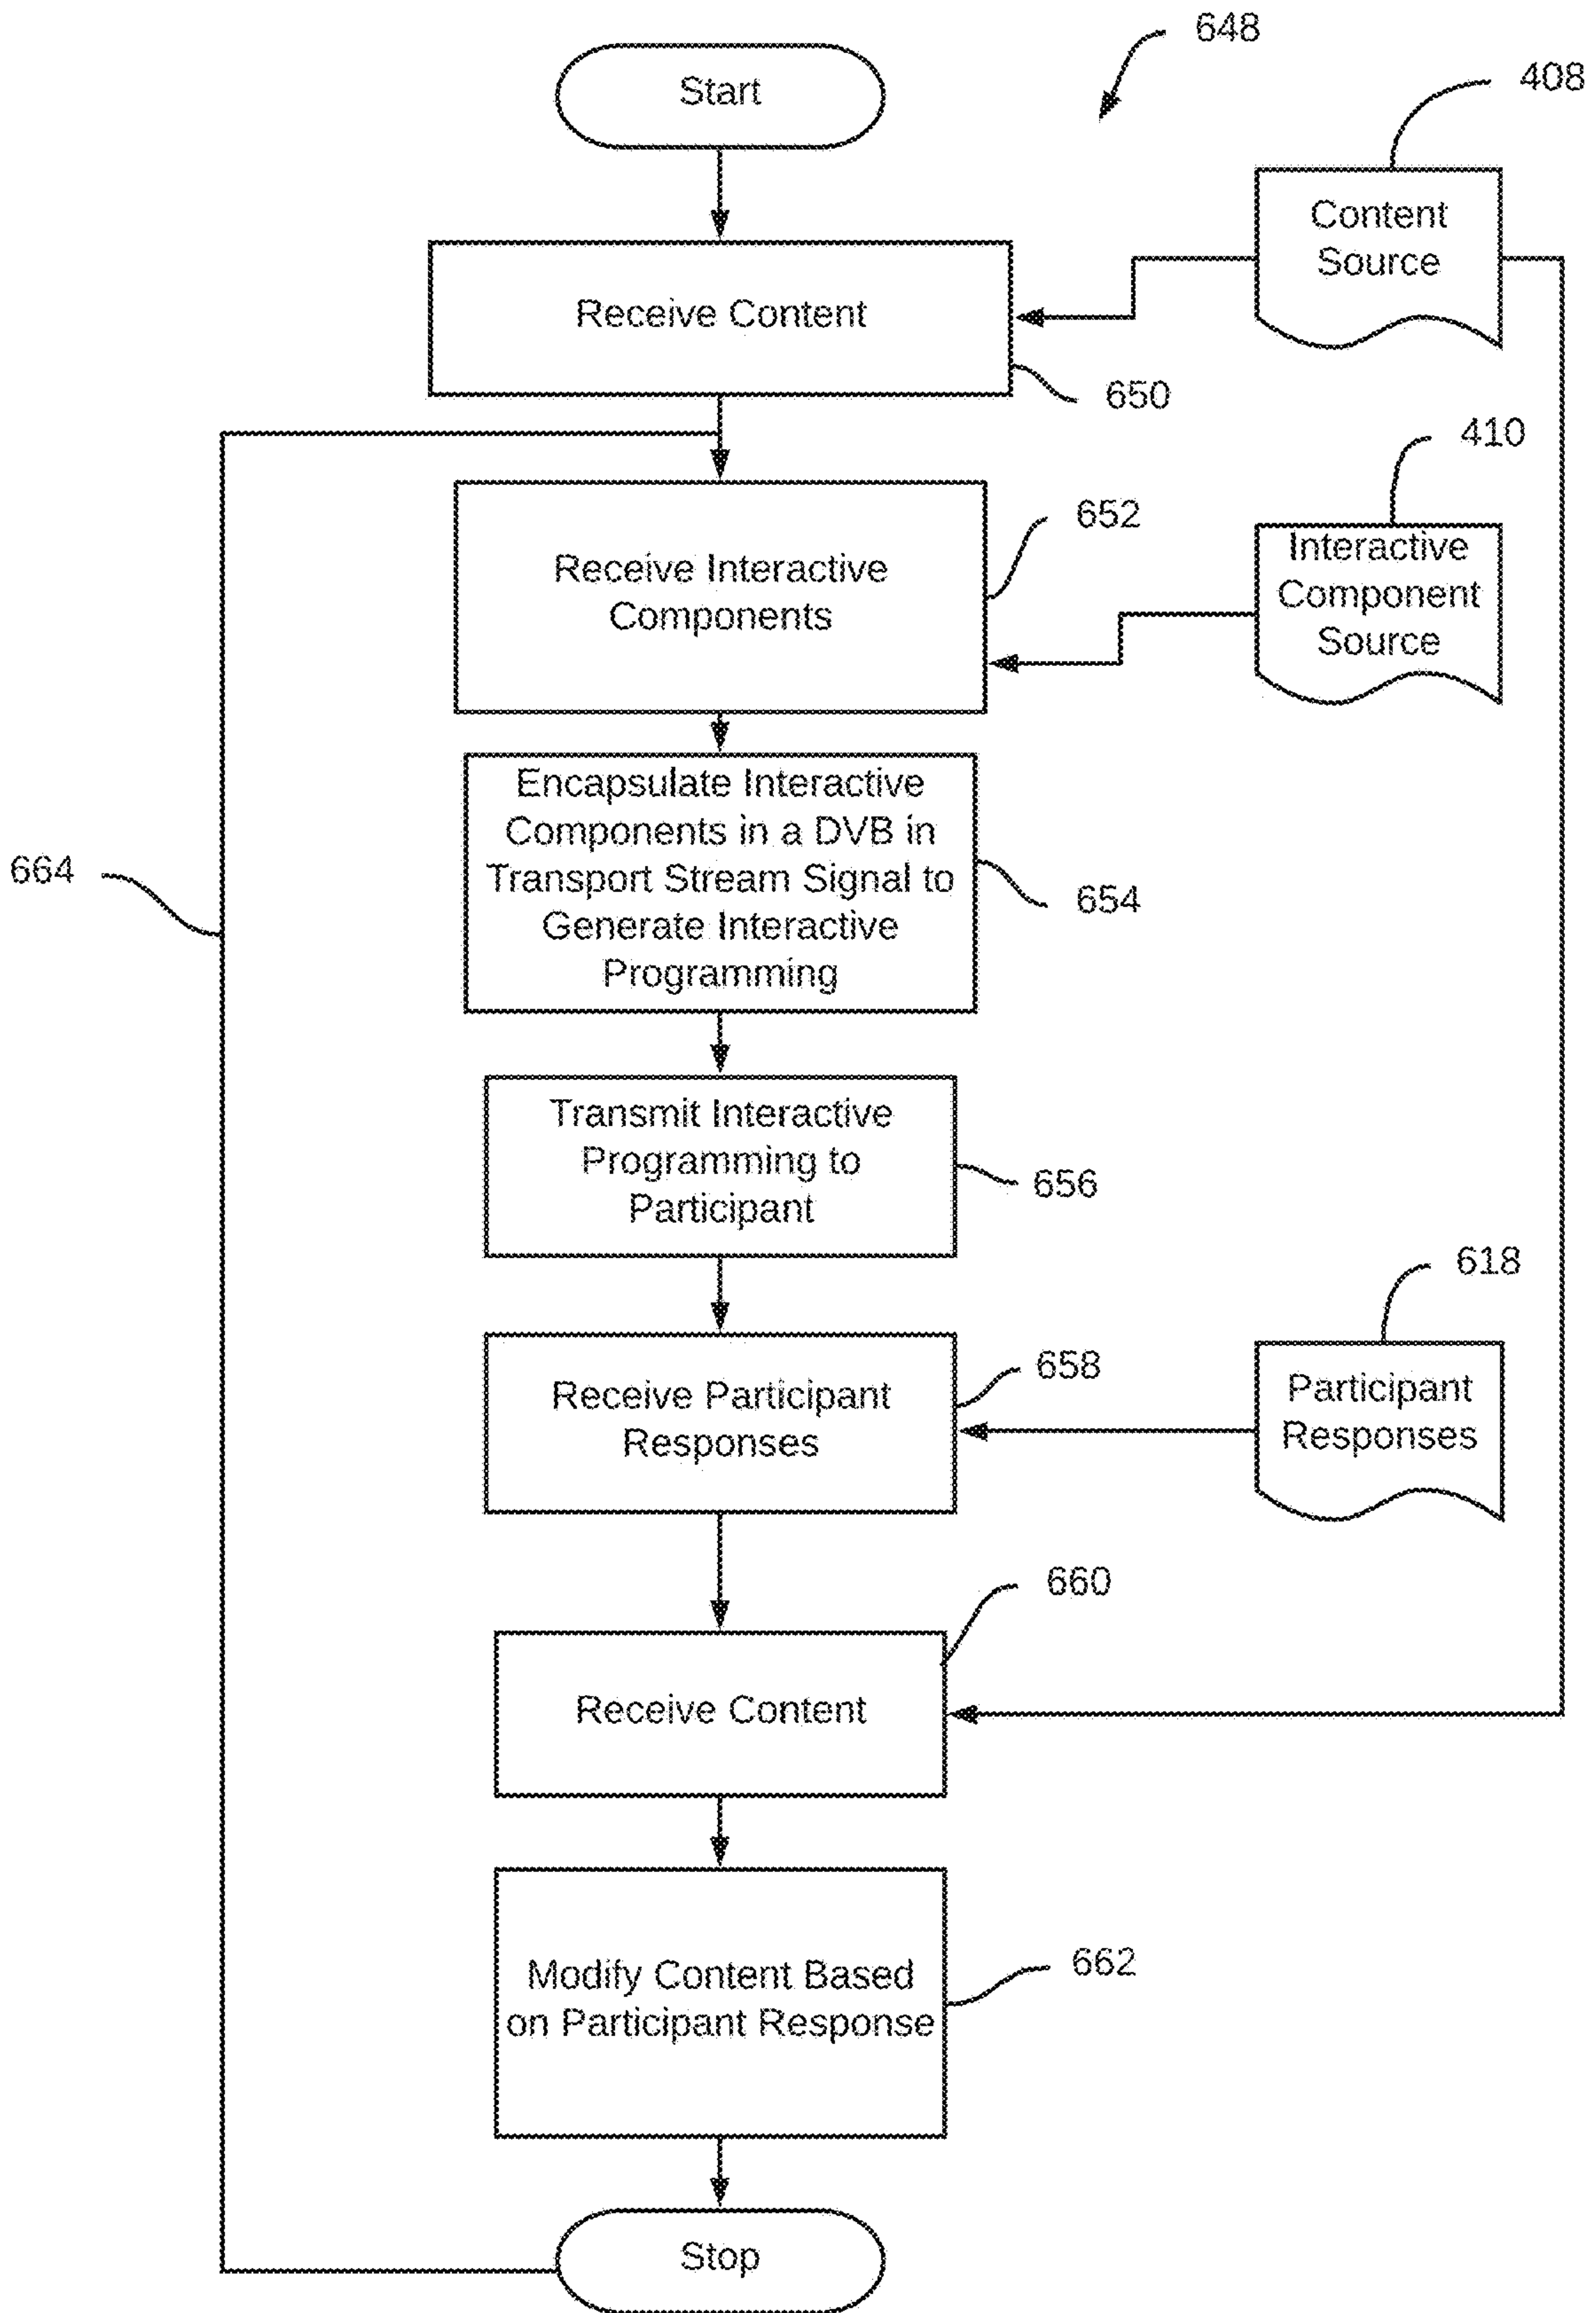 648
Start
408
Content
Source
Receive Content
650
410
652
Interactive
Component
Source
Receive Interactive
Components
Encapsulate Interactive
Components in a DVB in
Transport Stream Signal to
Generate Interactive
Programming
664
654
Transmit Interactive
Programming to
Participant
656
618
658
Receive Participant
Responses
Participant
Responses
660
Receive Content
662
Modify Content Based
on Participant Response
Stop